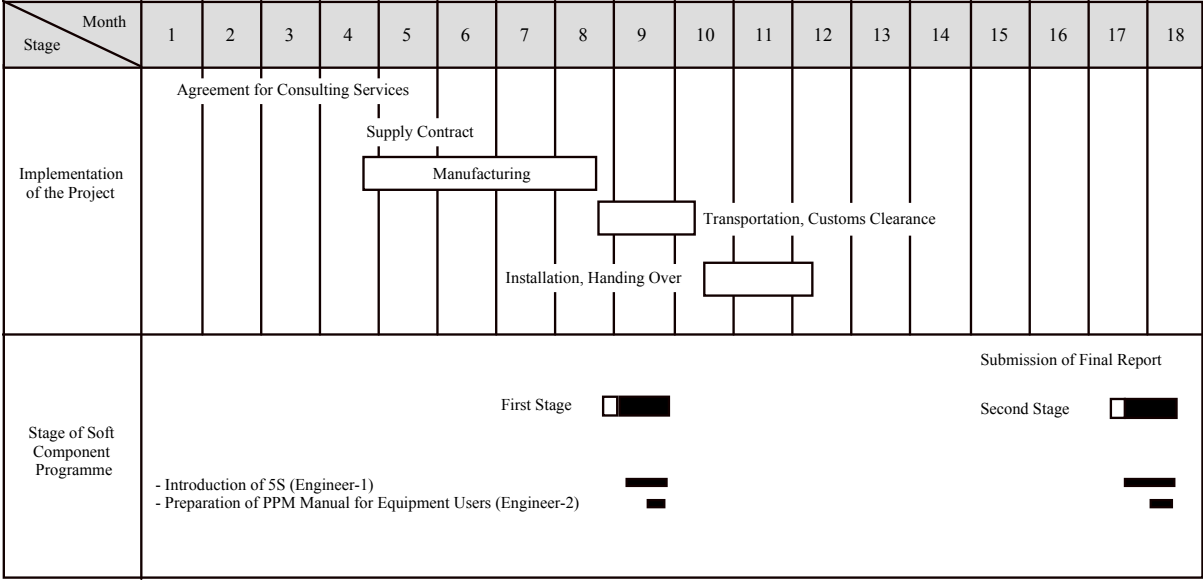 Month
Stage
1 2 3 4 5 6 7 8 9 10 11 12 13 14 15 16 17 18
Implementation
of the Project
Agreement for Consulting Services
Supply Contract
Manufacturing
Transportation, Customs Clearance
Installation, Handing Over
Stage of Soft
Component
Programme
Submission of Final Report
First Stage
Second Stage
- Introduction of 5S (Engineer-1)
- Preparation of PPM Manual for Equipment Users (Engineer-2)